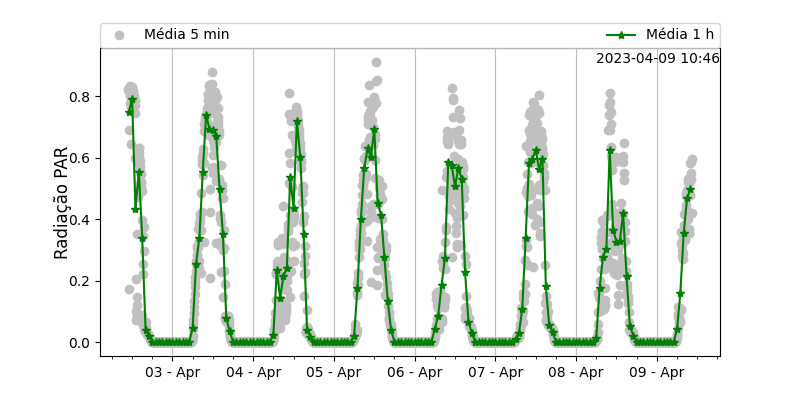 Média 5 min
Média 1 h
2023-04-09 10:46
Radiação PAR
0.8
0.6
0.4
0.2
0.0
03 - Apr
04 - Apr
05 - Apr
06 - Apr
07 - Apr
08 - Apr
09 - Apr